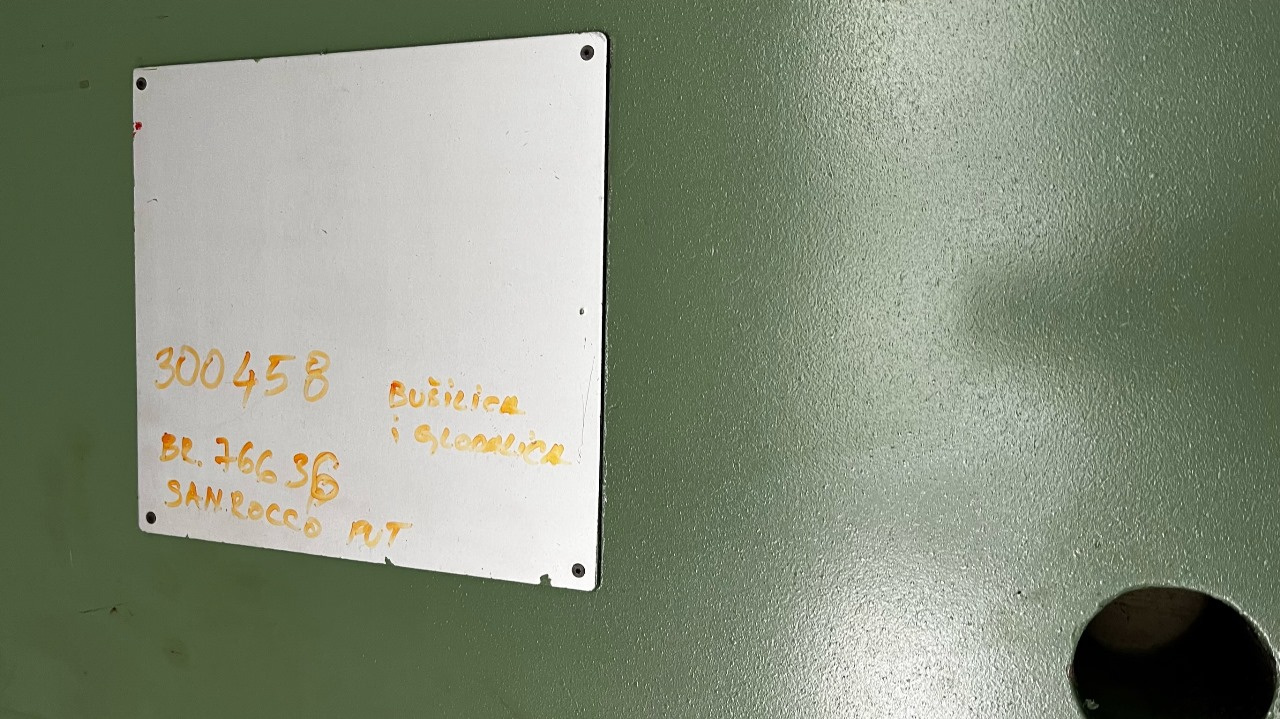 300458
BUŠILICA
i GLODALICA
BR. 76636
SAN.ROCCO PUT